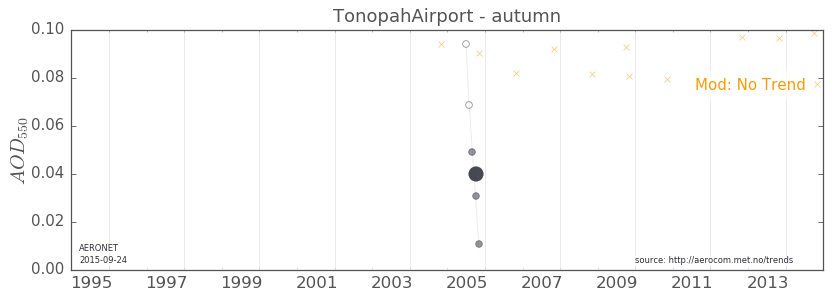 TonopahAirport - autumn
0.10
0.08
0.06
0.04
0.02
0.00
AOD550
Mod: No Trend
AERONET
2015-09-24
source: http://aerocom.met.no/trends
1995 1997 1999 2001 2003 2005 2007 2009 2011 2013